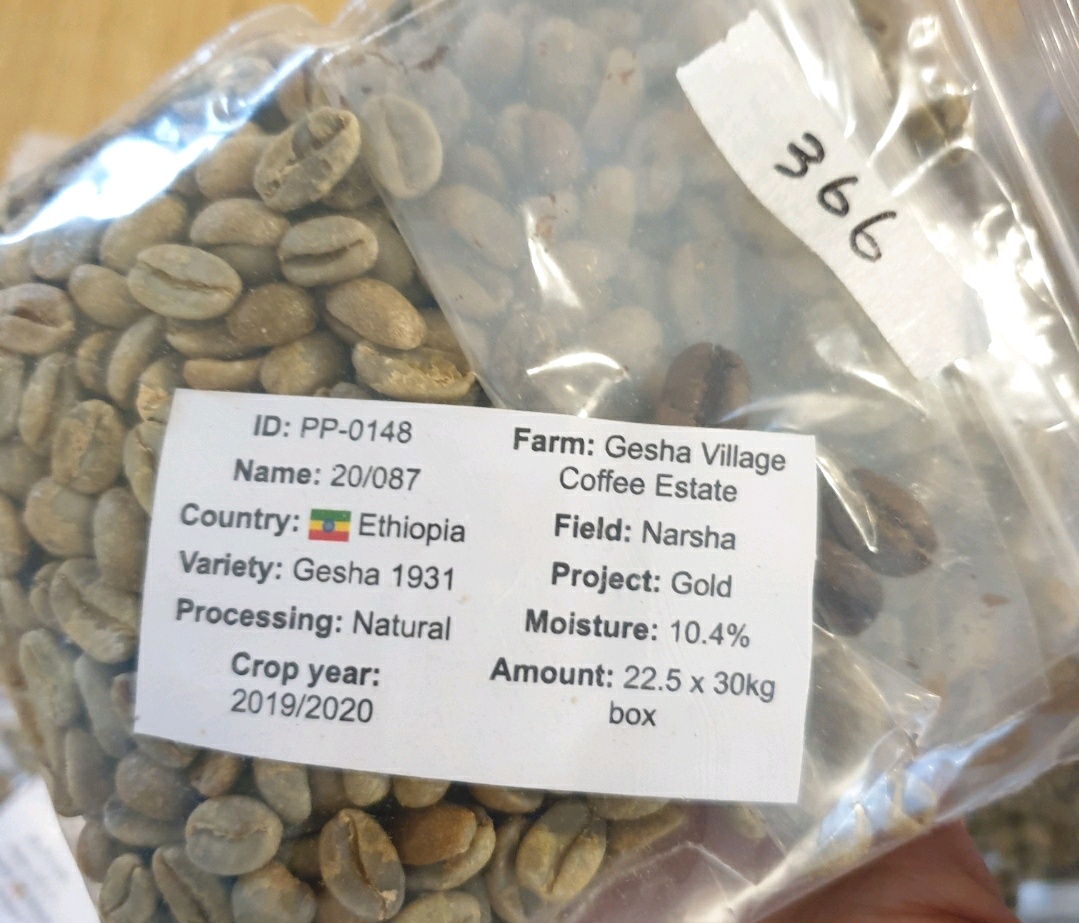 366
ID: PP-0148
Name: 20/087
Country: Ethiopia
Variety: Gesha 1931
Processing: Natural
Crop year:
2019/2020
Farm: Gesha Village
Coffee Estate
Field: Narsha
Project: Gold
Moisture: 10.4%
Amount: 22.5 x 30kg
box